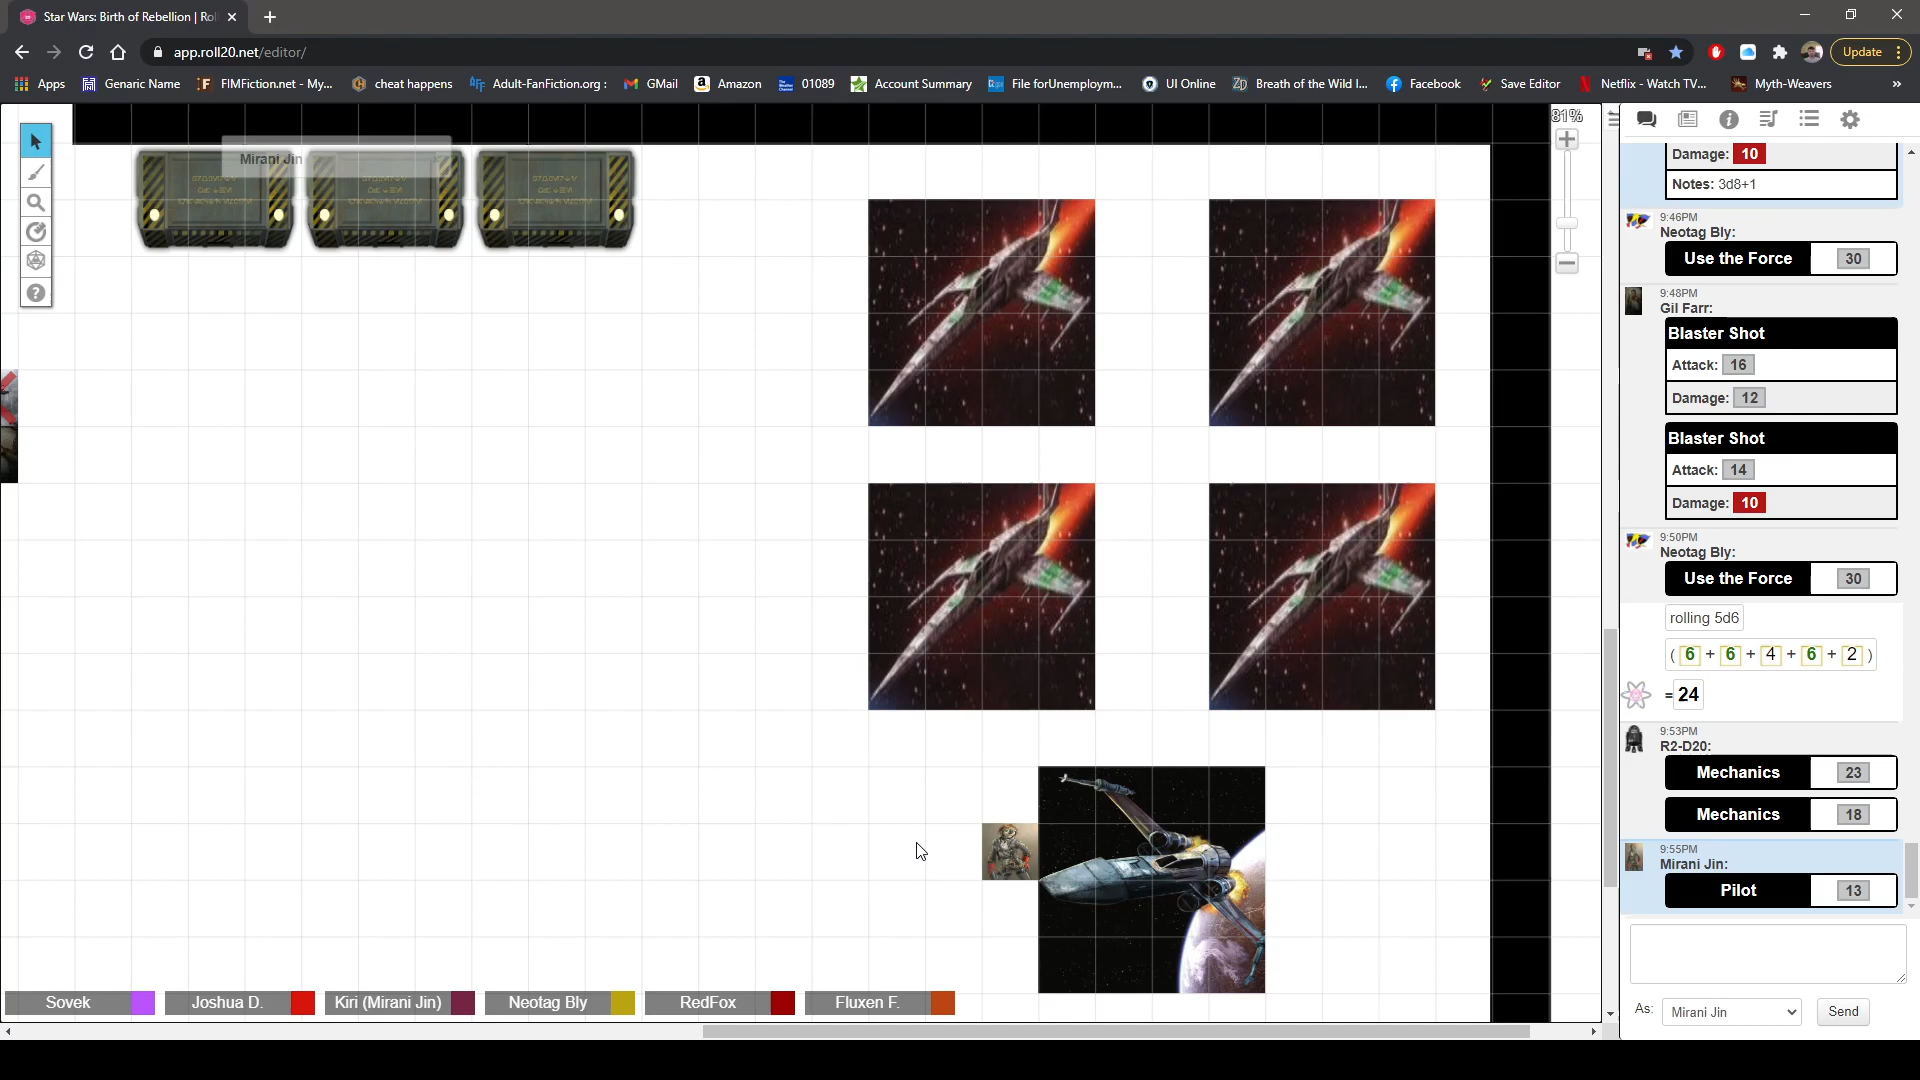 Star Wars: Birth of Rebellion | Rol
app.roll20.net/editor/
Update
Apps
Genaric Name
FIMFiction.net - My...
cheat happens
Adult-FanFiction.org :
GMail
Amazon
01089
Account Summary
File forUnemploym...
UI Online
Breath of the Wild I...
Facebook
Save Editor
Netflix - Watch TV...
Myth-Weavers
»
81%
Mirani Jin
Damage: 10
Notes: 3d8+1
9:46PM
Neotag Bly:
Use the Force 30
9:48PM
Gil Farr:
Blaster Shot
Attack: 16
Damage: 12
Blaster Shot
Attack: 14
Damage: 10
9:50PM
Neotag Bly:
Use the Force 30
rolling 5d6
( 6 + 6 + 4 + 6 + 2 )
= 24
9:53PM
R2-D20:
Mechanics 23
Mechanics 18
9:55PM
Mirani Jin:
Pilot 13
As: Mirani Jin Send
Sovek
Joshua D.
Kiri (Mirani Jin)
Neotag Bly
RedFox
Fluxen F.